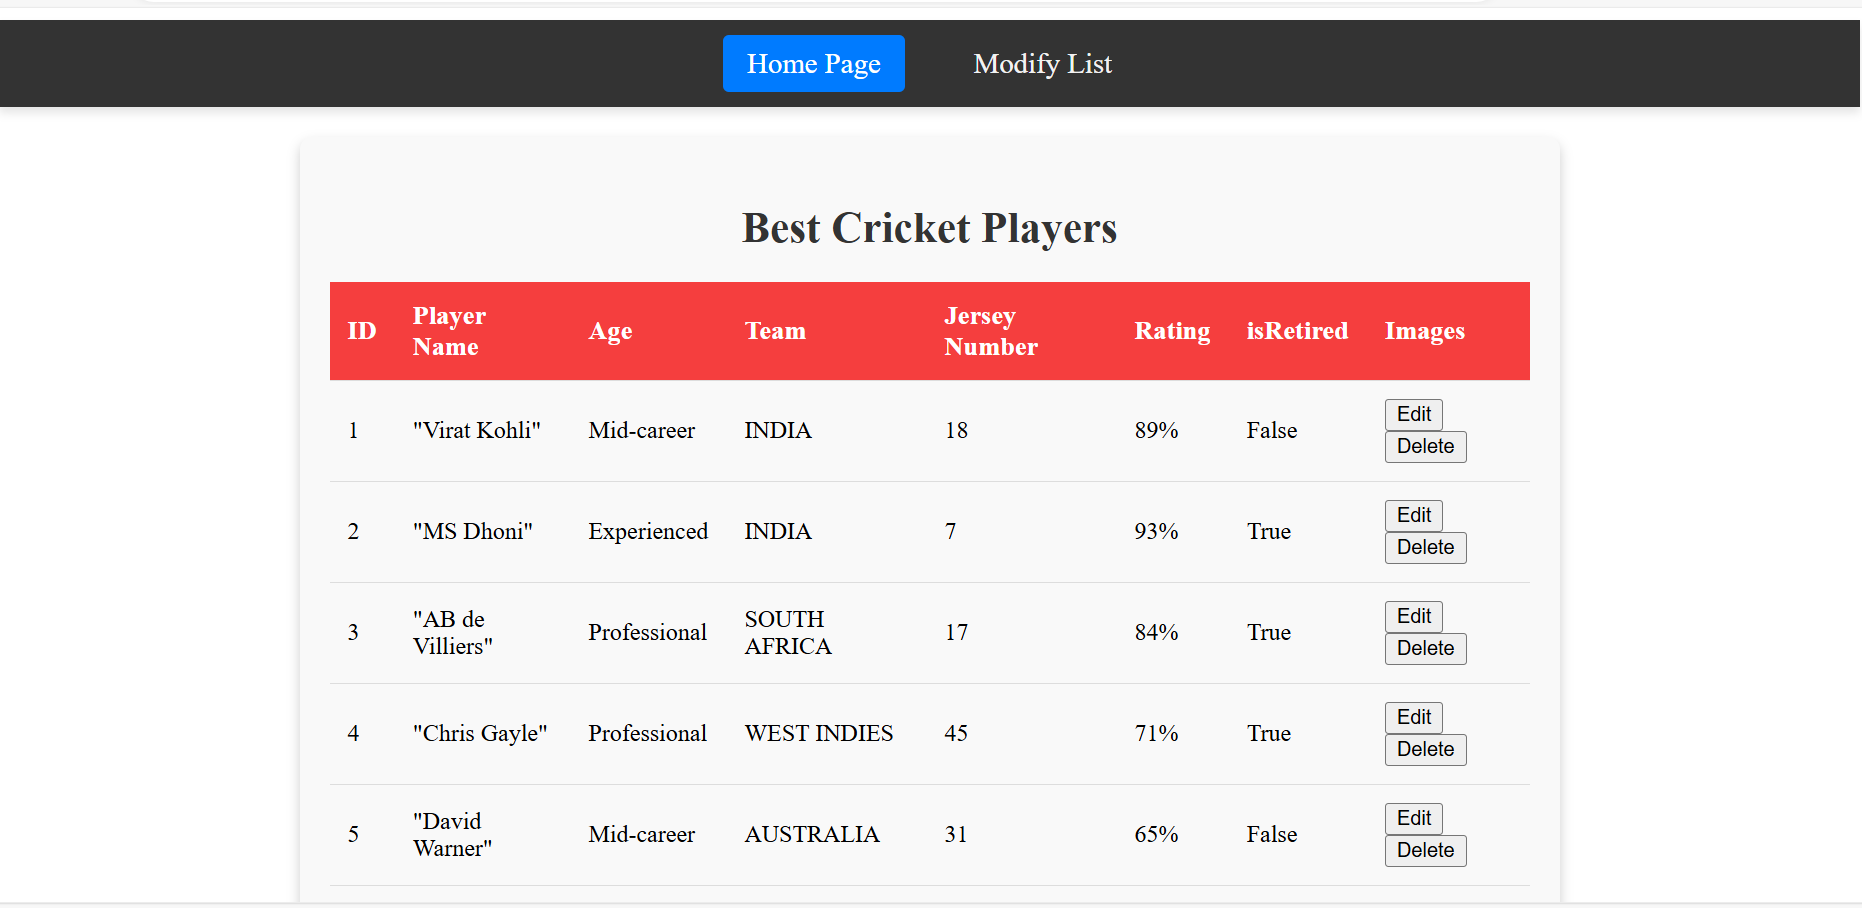 Home Page Modify List
Best Cricket Players
ID Player Name Age Team Jersey Number Rating isRetired Images
1 "Virat Kohli" Mid-career INDIA 18 89% False Edit Delete
2 "MS Dhoni" Experienced INDIA 7 93% True Edit Delete
3 "AB de Villiers" Professional SOUTH AFRICA 17 84% True Edit Delete
4 "Chris Gayle" Professional WEST INDIES 45 71% True Edit Delete
5 "David Warner" Mid-career AUSTRALIA 31 65% False Edit Delete